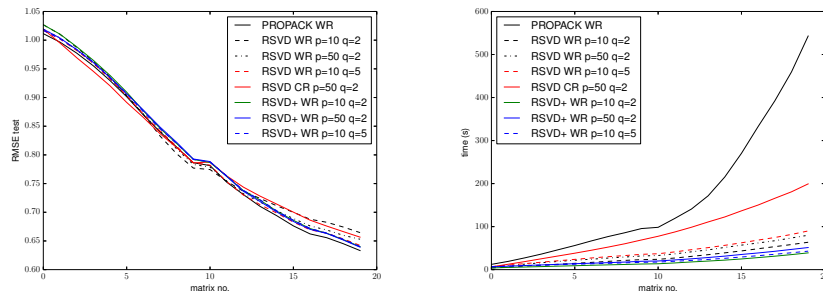 1.05
1.00
0.95
0.90
0.85
0.80
0.75
0.70
0.65
0.60
RMSE test
0
5
10
15
20
matrix no.
PROPACK WR
RSVD WR p=10 q=2
RSVD WR p=50 q=2
RSVD WR p=10 q=5
RSVD CR p=50 q=2
RSVD+ WR p=10 q=2
RSVD+ WR p=50 q=2
RSVD+ WR p=10 q=5
600
500
400
300
200
100
0
time (s)
0
5
10
15
matrix no.
PROPACK WR
RSVD WR p=10 q=2
RSVD WR p=50 q=2
RSVD WR p=10 q=5
RSVD CR p=50 q=2
RSVD+ WR p=10 q=2
RSVD+ WR p=50 q=2
RSVD+ WR p=10 q=5